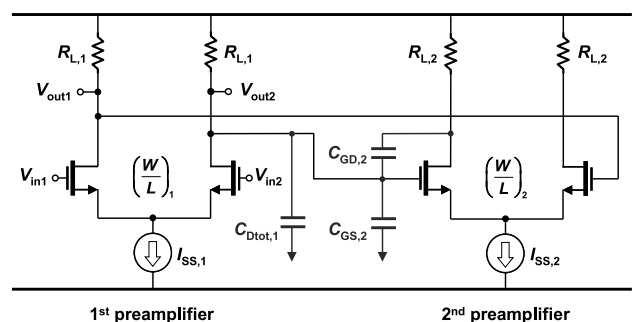 R_L,1
R_L,1
R_L,2
R_L,2
V_out1
V_out2
C_GD,2
V_in1
(W/L)_1
V_in2
(W/L)_2
C_Dtot,1
C_GS,2
I_SS,1
I_SS,2
1st preamplifier
2nd preamplifier